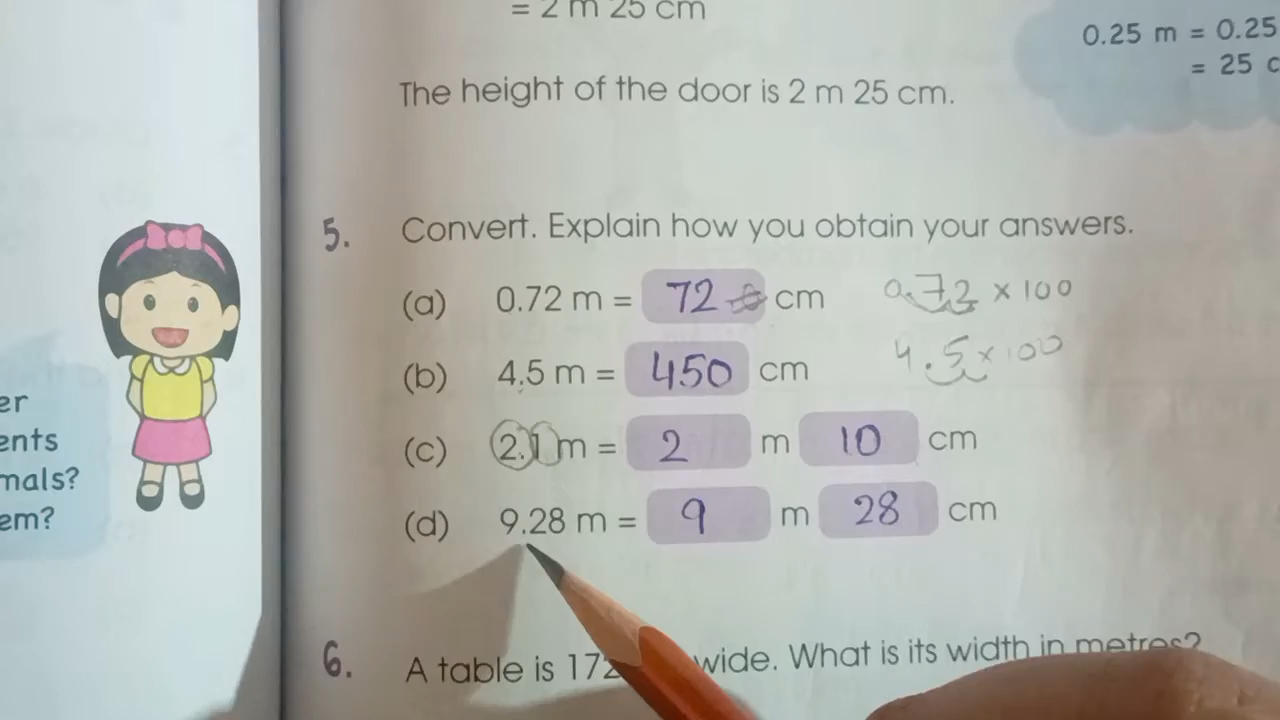 = 2 m 25 cm
0.25 m = 0.25
= 25 c
The height of the door is 2 m 25 cm.
5. Convert. Explain how you obtain your answers.
(a) 0.72 m = 72 cm 0.72 × 100
(b) 4.5 m = 450 cm 4.5 × 100
(c) 2.1 m = 2 m 10 cm
(d) 9.28 m = 9 m 28 cm
er
ents
mals?
em?
6. A table is 172 wide. What is its width in metres?